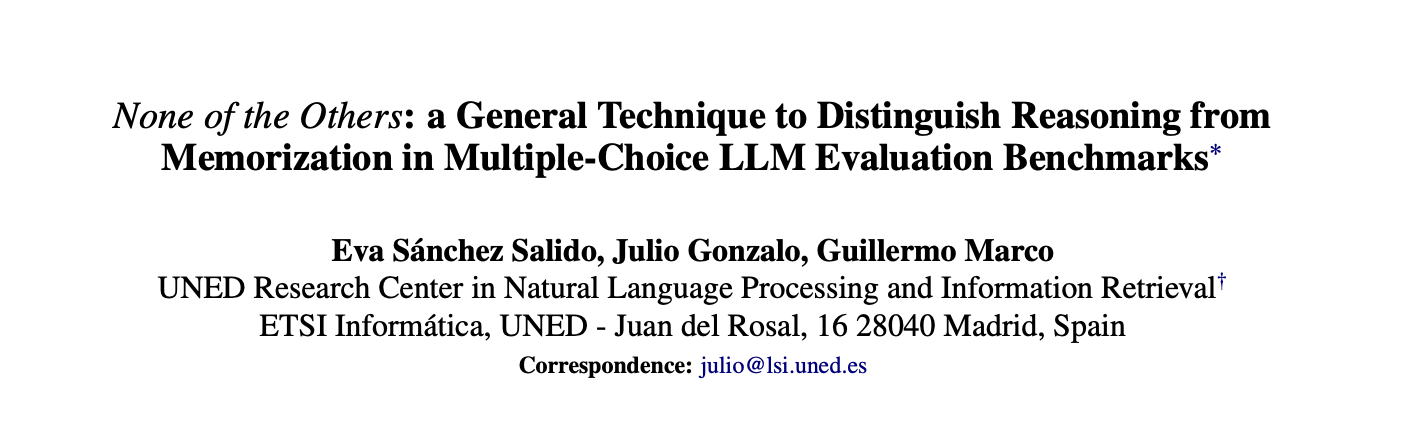 None of the Others: a General Technique to Distinguish Reasoning from
Memorization in Multiple-Choice LLM Evaluation Benchmarks*
Eva Sánchez Salido, Julio Gonzalo, Guillermo Marco
UNED Research Center in Natural Language Processing and Information Retrieval†
ETSI Informática, UNED - Juan del Rosal, 16 28040 Madrid, Spain
Correspondence: julio@lsi.uned.es